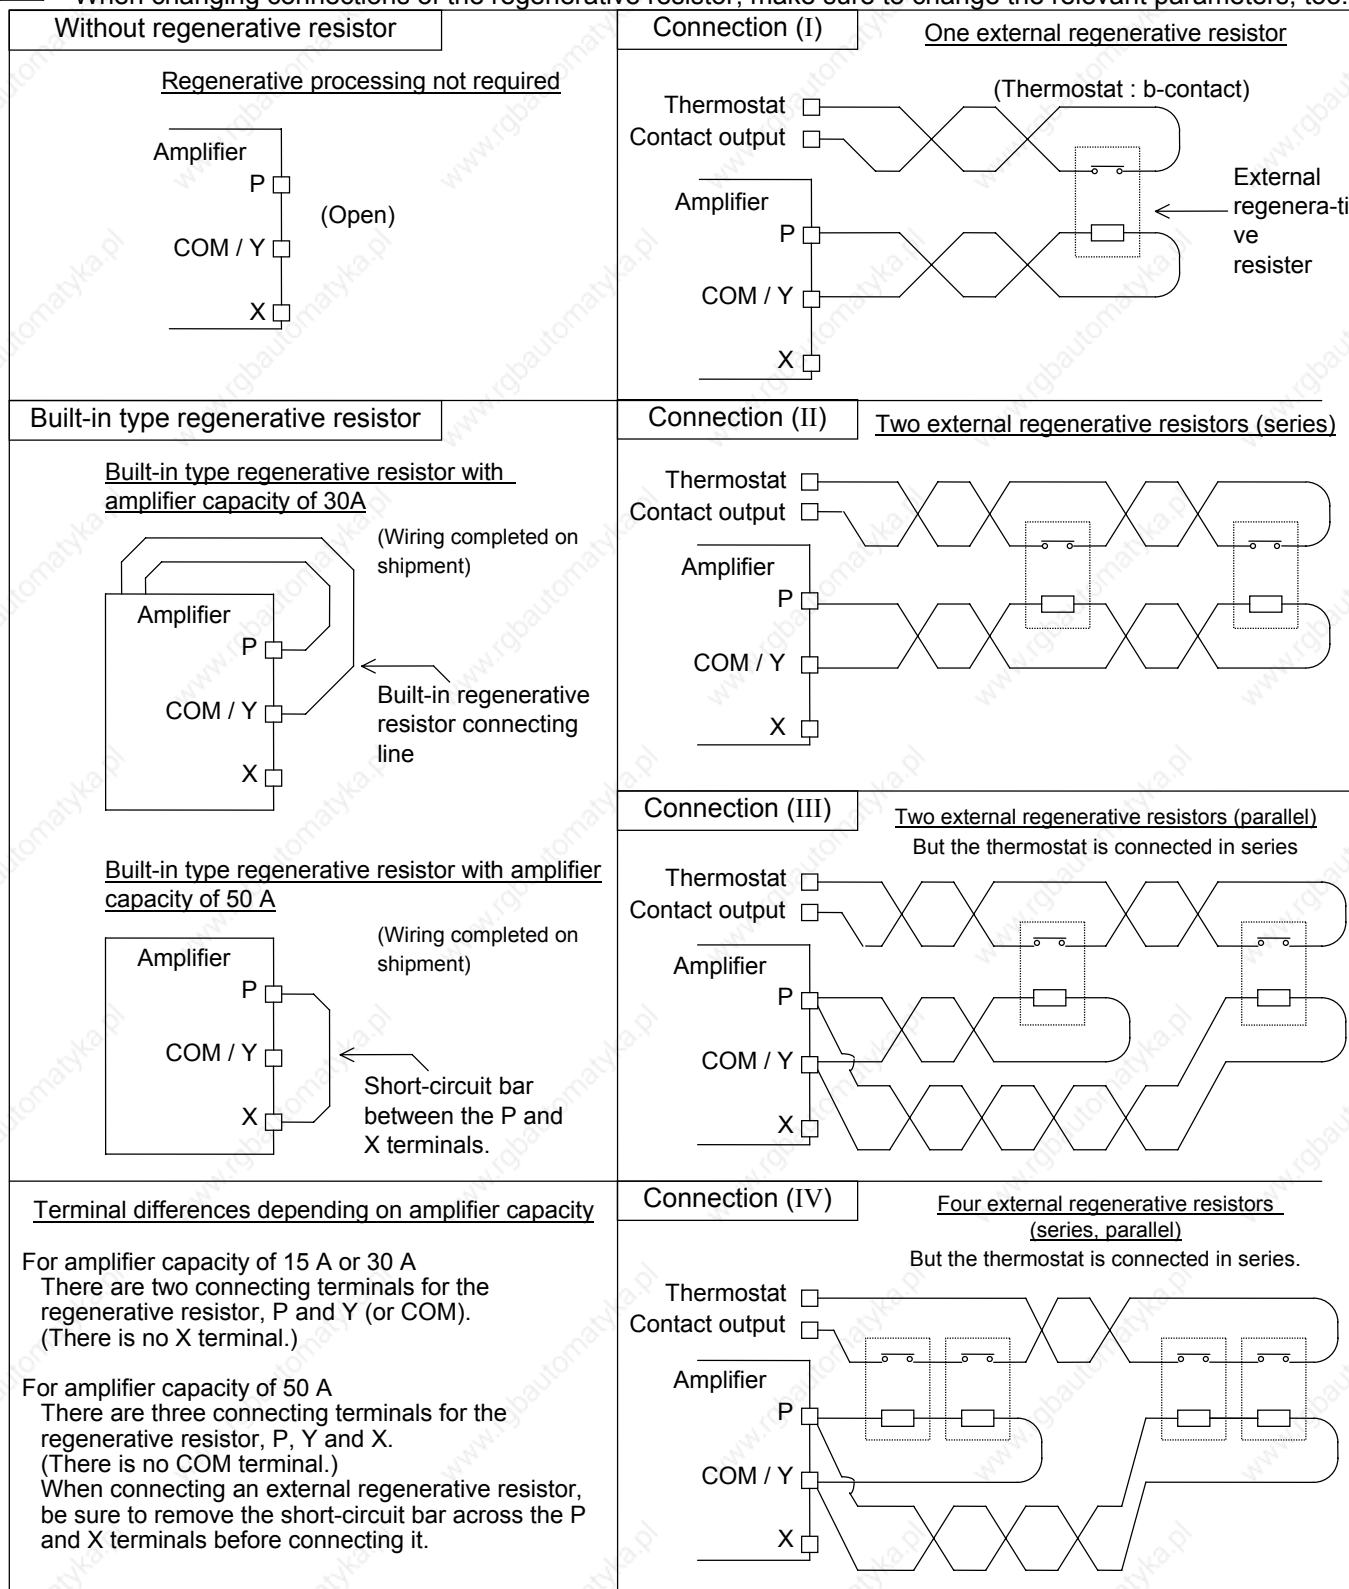 When changing connections of the regenerative resistor, make sure to change the relevant parameters, too.
Without regenerative resistor
Regenerative processing not required
Amplifier
P
(Open)
COM / Y
X
Connection (I)
One external regenerative resistor
(Thermostat : b-contact)
Thermostat
Contact output
Amplifier
P
COM / Y
X
External
regenera-ti
ve
resister
Built-in type regenerative resistor
Built-in type regenerative resistor with
amplifier capacity of 30A
(Wiring completed on
shipment)
Amplifier
P
COM / Y
X
Built-in regenerative
resistor connecting
line
Built-in type regenerative resistor with amplifier
capacity of 50 A
(Wiring completed on
shipment)
Amplifier
P
COM / Y
X
Short-circuit bar
between the P and
X terminals.
Connection (II)
Two external regenerative resistors (series)
Thermostat
Contact output
Amplifier
P
COM / Y
X
Connection (III)
Two external regenerative resistors (parallel)
But the thermostat is connected in series
Thermostat
Contact output
Amplifier
P
COM / Y
X
Terminal differences depending on amplifier capacity
For amplifier capacity of 15 A or 30 A
There are two connecting terminals for the
regenerative resistor, P and Y (or COM).
(There is no X terminal.)
For amplifier capacity of 50 A
There are three connecting terminals for the
regenerative resistor, P, Y and X.
(There is no COM terminal.)
When connecting an external regenerative resistor,
be sure to remove the short-circuit bar across the P
and X terminals before connecting it.
Connection (IV)
Four external regenerative resistors
(series, parallel)
But the thermostat is connected in series.
Thermostat
Contact output
Amplifier
P
COM / Y
X
www.rgbautomatyka.pl